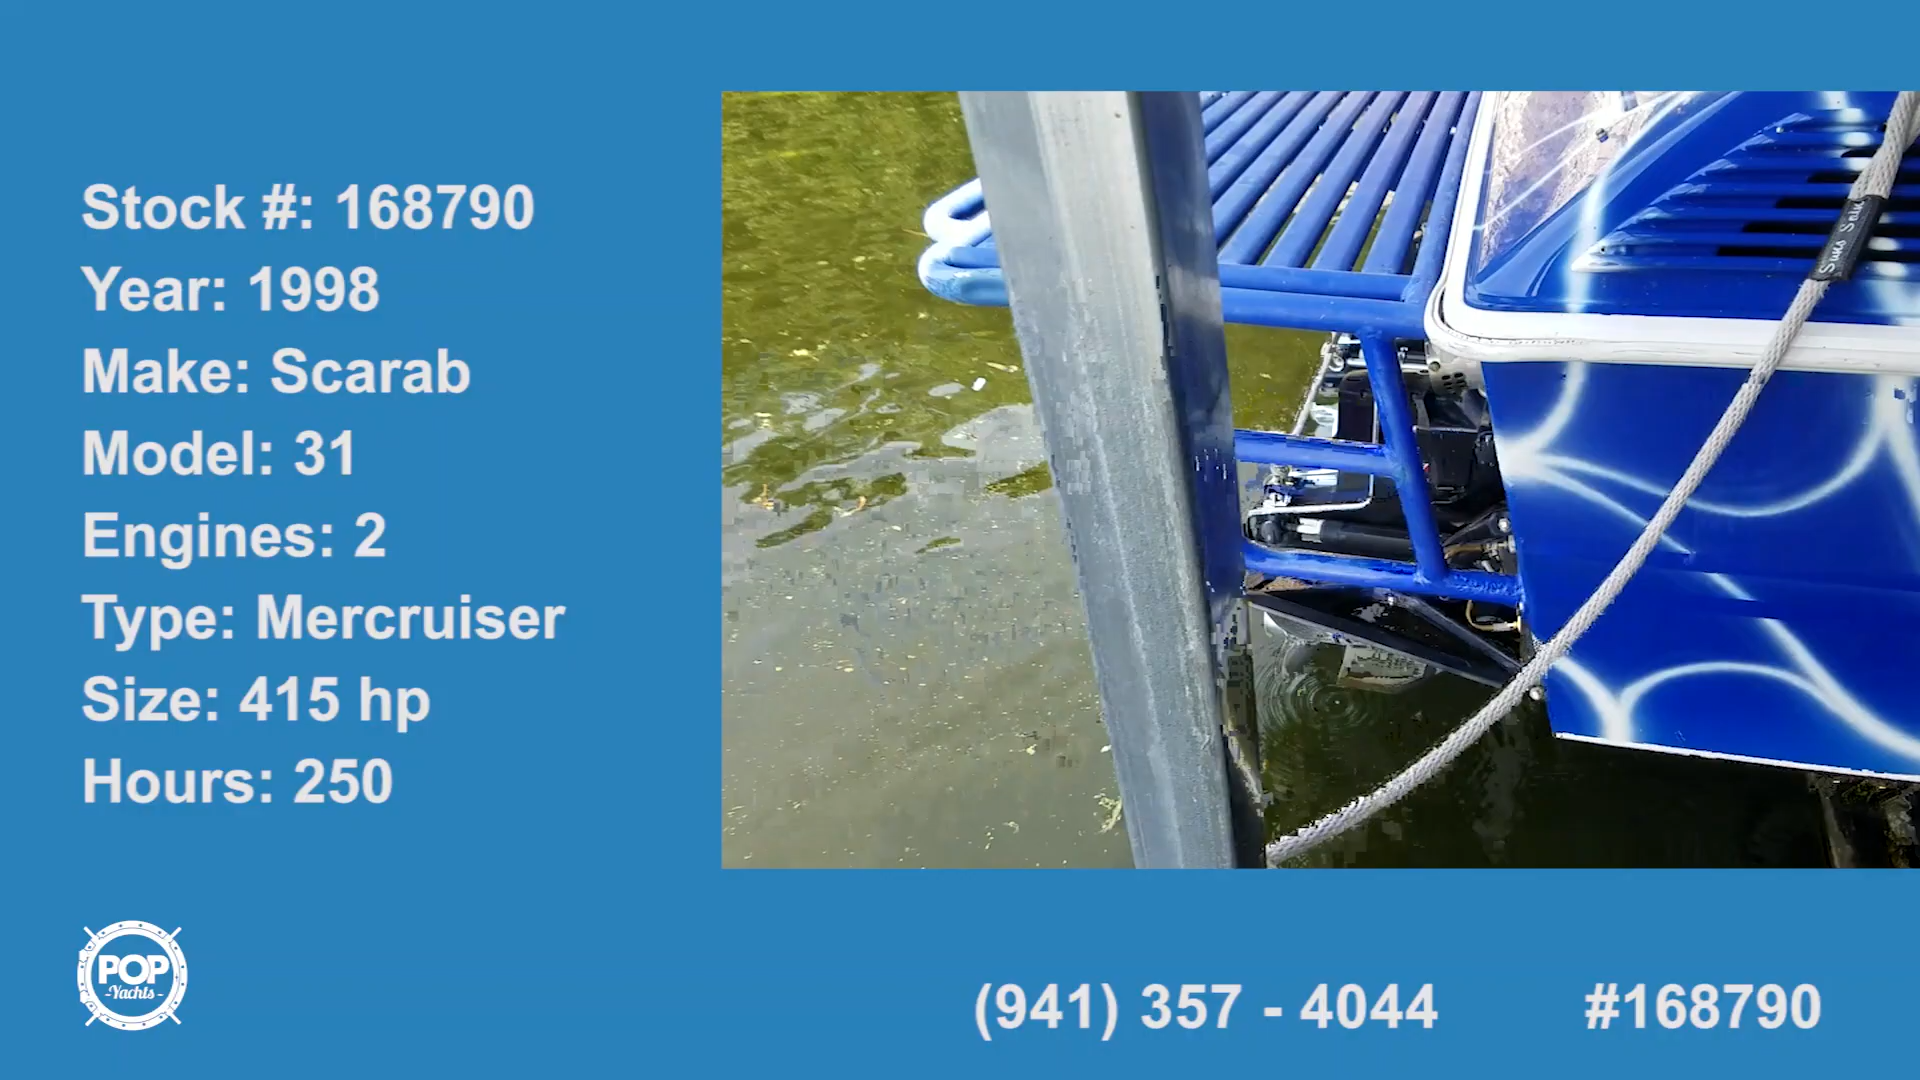 Stock #: 168790
Year: 1998
Make: Scarab
Model: 31
Engines: 2
Type: Mercruiser
Size: 415 hp
Hours: 250
POP
-Yachts-
(941) 357 - 4044
#168790